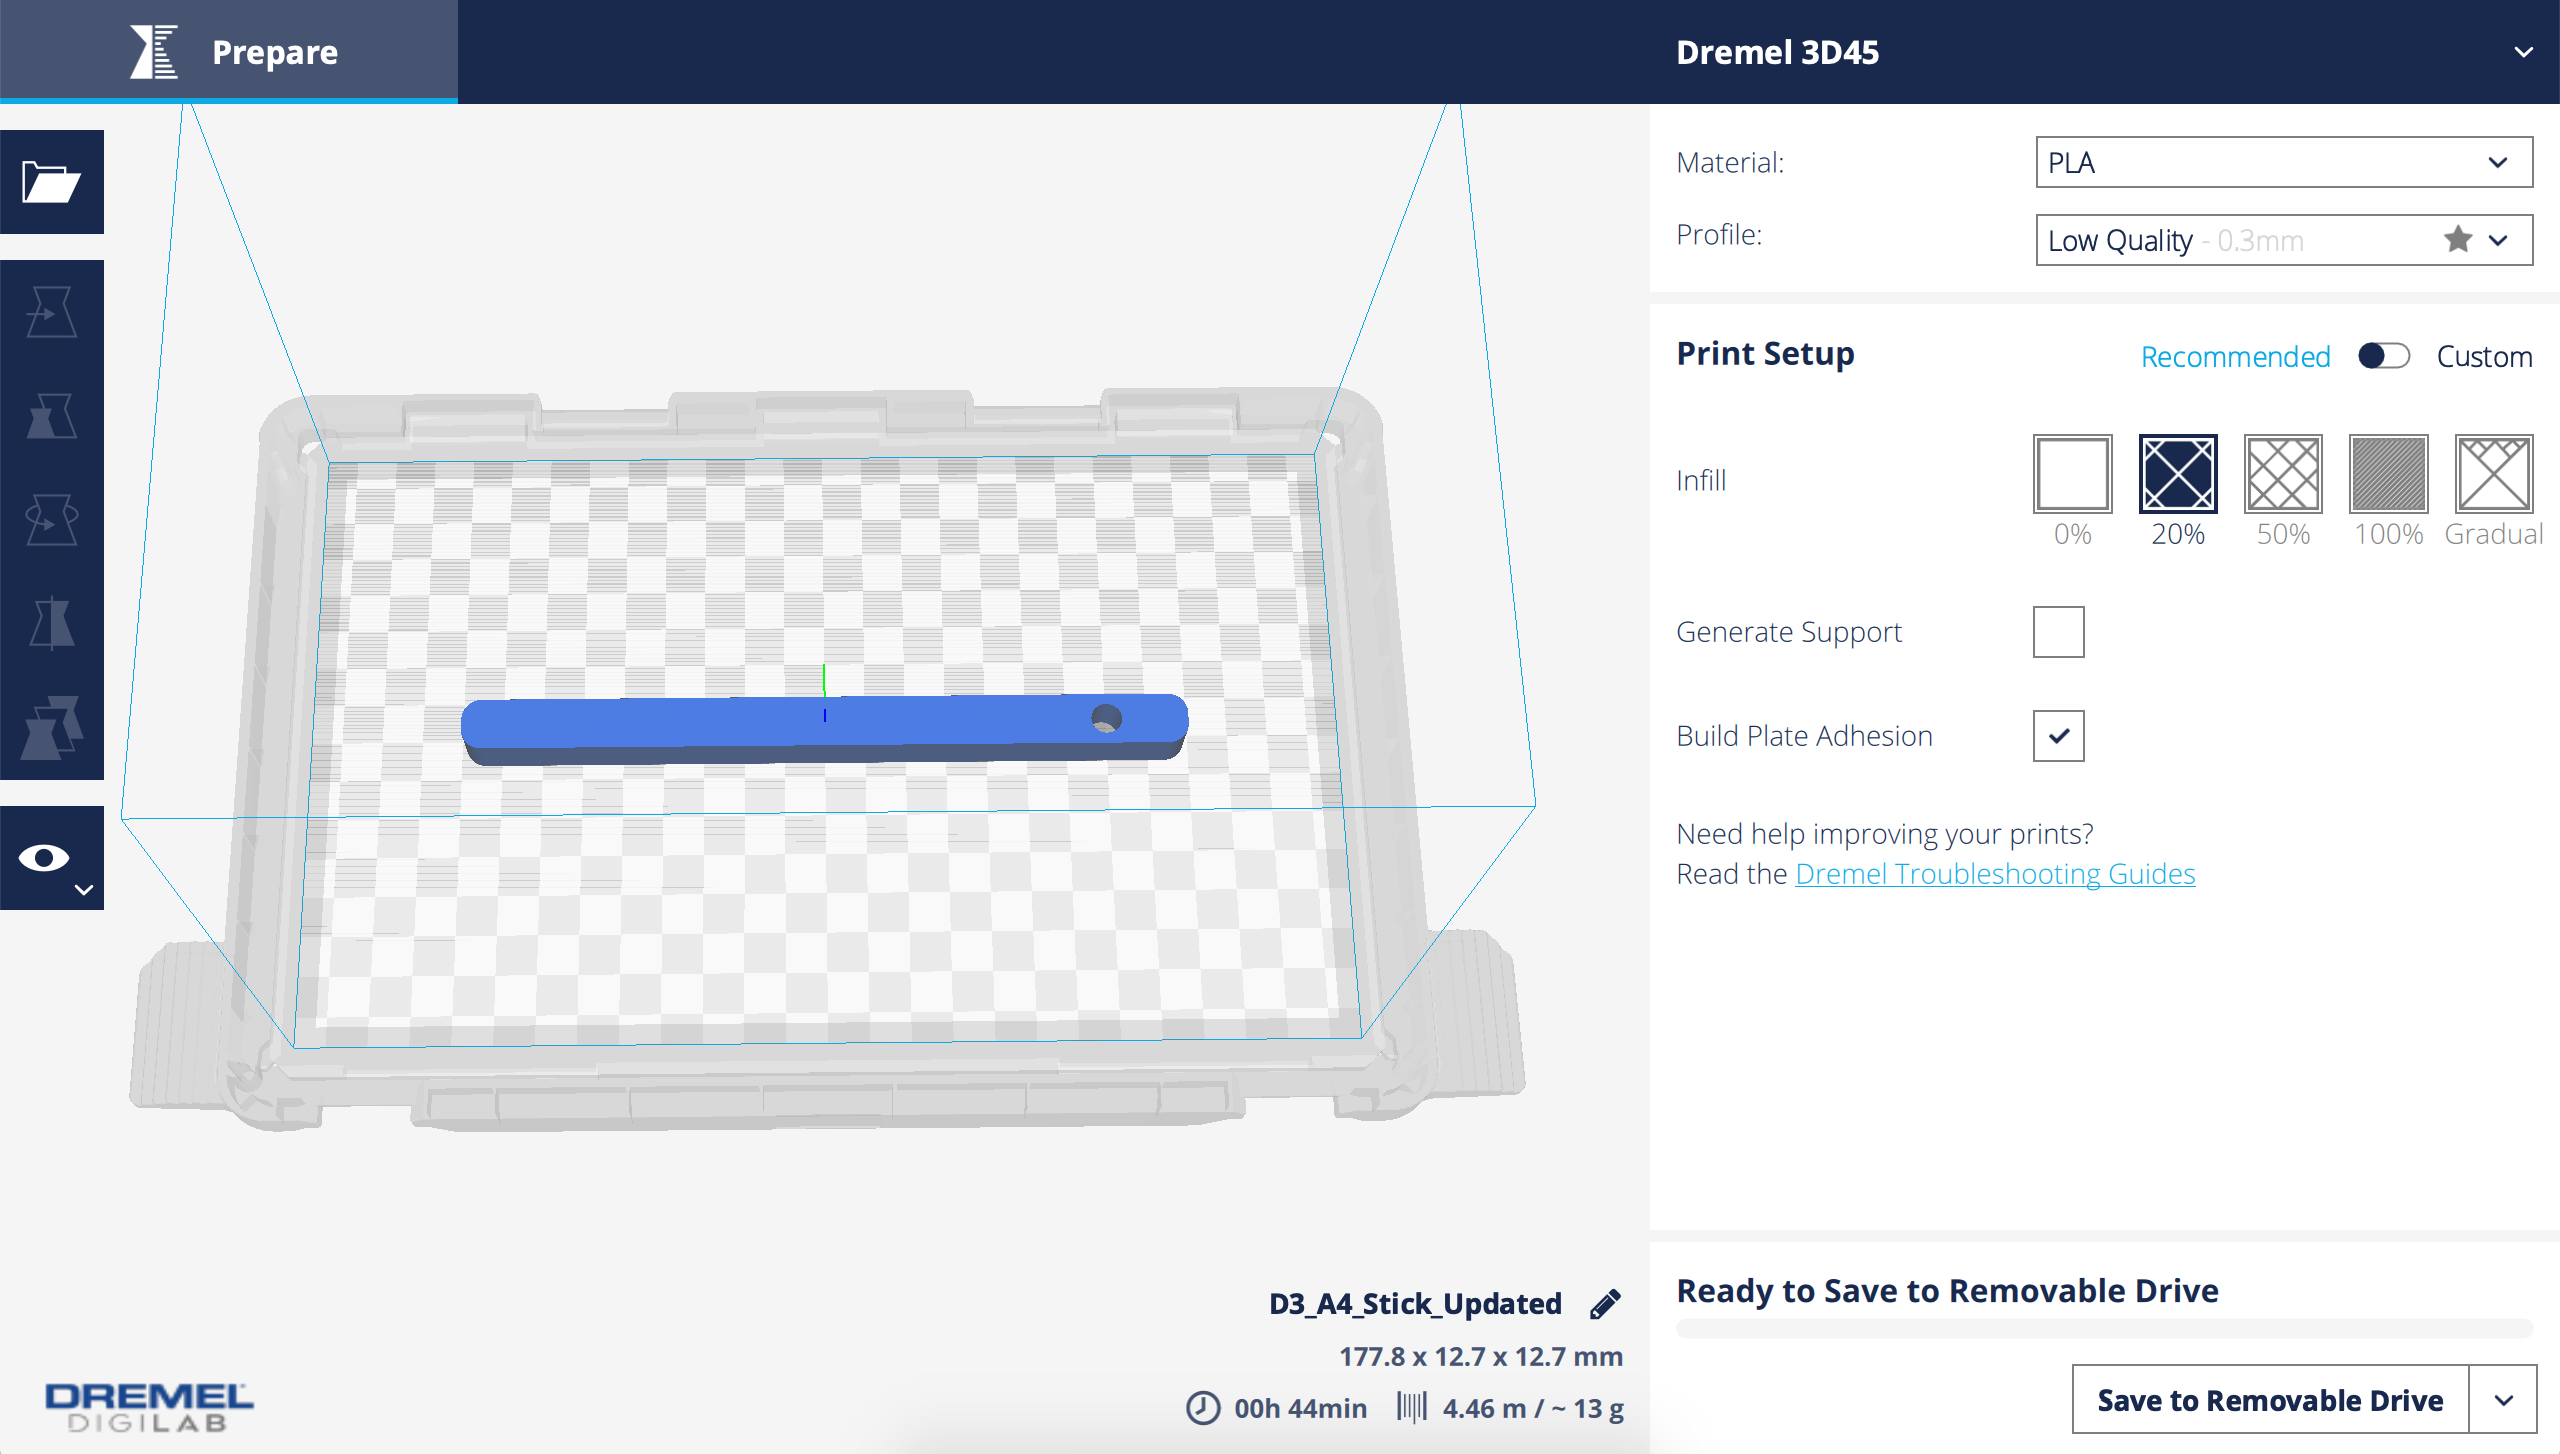 Prepare
Dremel 3D45
Material:
PLA
Profile:
Low Quality - 0.3mm
Print Setup
Recommended
Custom
Infill
0%
20%
50%
100%
Gradual
Generate Support
Build Plate Adhesion
Need help improving your prints?
Read the Dremel Troubleshooting Guides
D3_A4_Stick_Updated
177.8 x 12.7 x 12.7 mm
00h 44min
4.46 m / ~ 13 g
DREMEL
DIGILAB
Ready to Save to Removable Drive
Save to Removable Drive